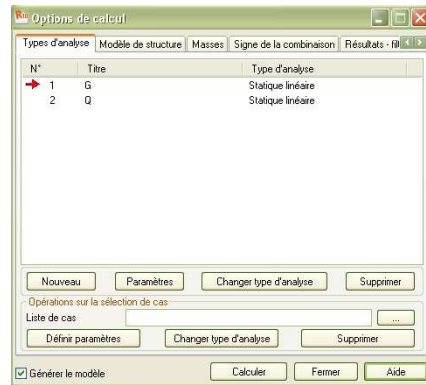 Options de calcul
Types d'analyse Modèle de structure Masses Signe de la combinaison Résultats - fil
N° Titre Type d'analyse
1 G Statique linéaire
2 Q Statique linéaire
Nouveau Paramètres Changer type d'analyse Supprimer
Opérations sur la sélection de cas
Liste de cas ...
Définir paramètres Changer type d'analyse Supprimer
Générer le modèle Calculer Fermer Aide